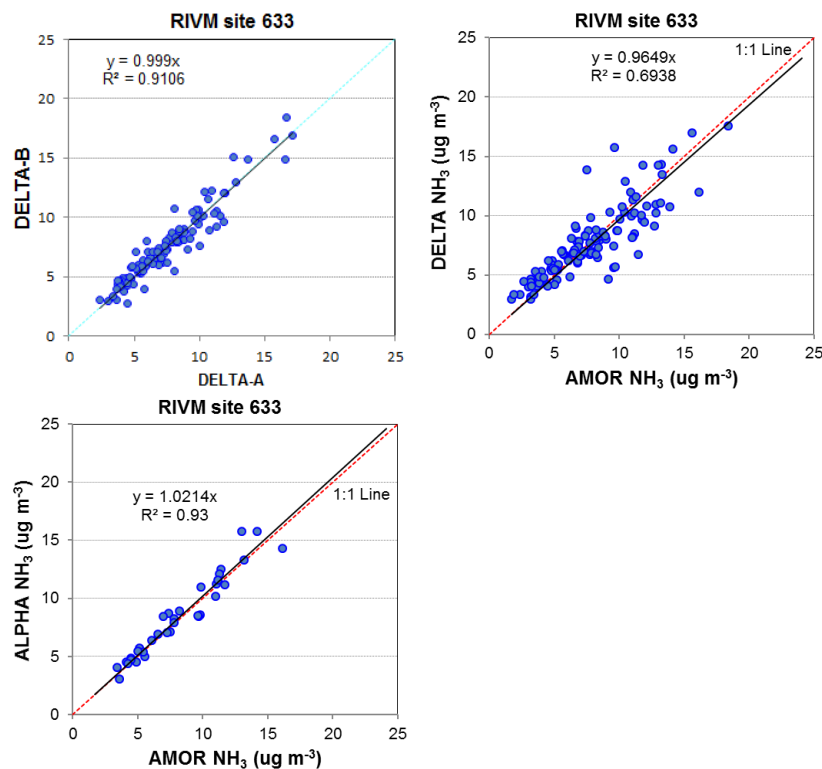 RIVM site 633
25
20
15
10
5
0
y = 0.999x
R² = 0.9106
DELTA-B
0 5 10 15 20 25
DELTA-A
RIVM site 633
25
20
15
10
5
0
y = 0.9649x
R² = 0.6938
1:1 Line
DELTA NH₃ (ug m⁻³)
0 5 10 15 20 25
AMOR NH₃ (ug m⁻³)
RIVM site 633
25
20
15
10
5
0
y = 1.0214x
R² = 0.93
1:1 Line
ALPHA NH₃ (ug m⁻³)
0 5 10 15 20 25
AMOR NH₃ (ug m⁻³)